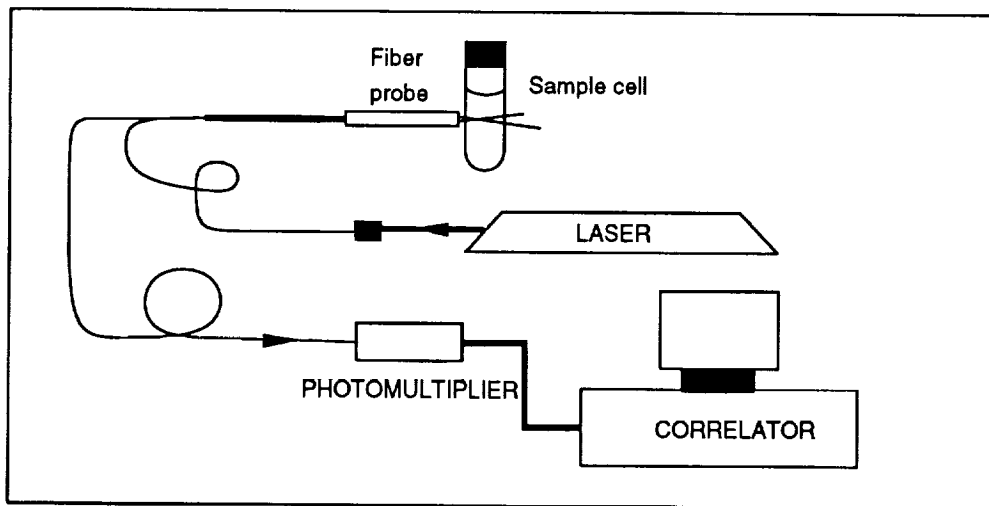 Fiber
probe
Sample cell
LASER
PHOTOMULTIPLIER
CORRELATOR